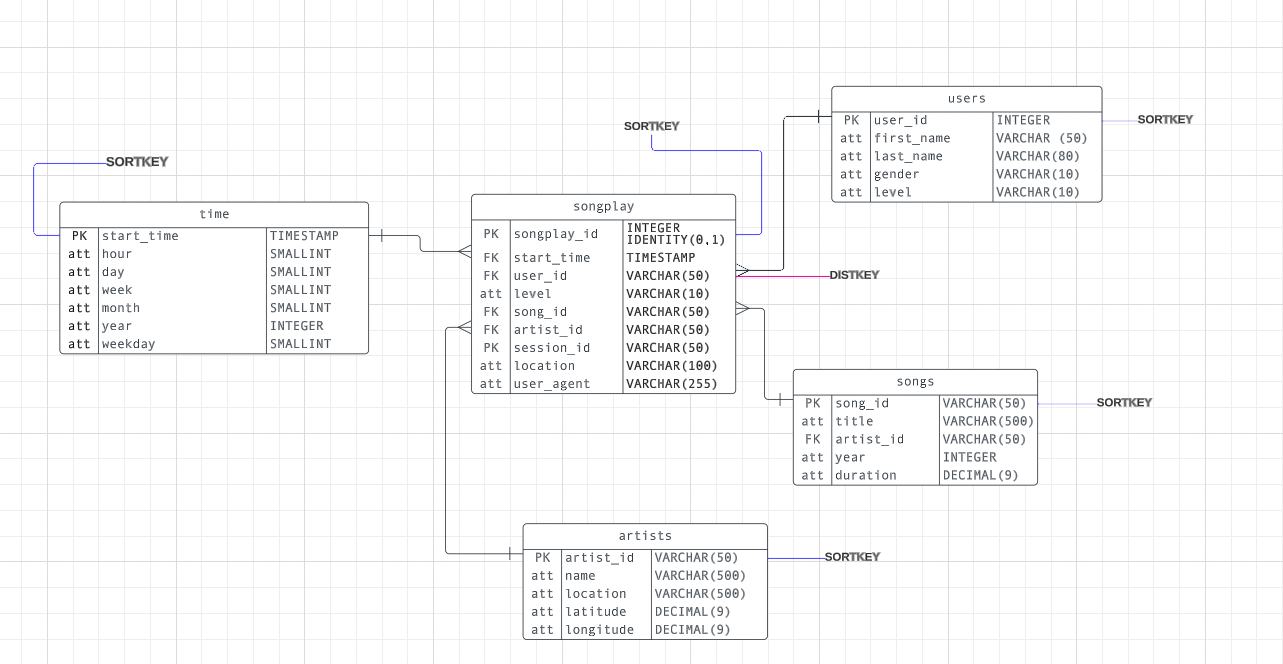 users
PK user_id INTEGER SORTKEY
att first_name VARCHAR (50)
att last_name VARCHAR(80)
att gender VARCHAR(10)
att level VARCHAR(10)
SORTKEY
SORTKEY
time
PK start_time TIMESTAMP
att hour SMALLINT
att day SMALLINT
att week SMALLINT
att month SMALLINT
att year INTEGER
att weekday SMALLINT
songplay
PK songplay_id INTEGER
IDENTITY(0,1)
FK start_time TIMESTAMP
FK user_id VARCHAR(50) DISTKEY
att level VARCHAR(10)
FK song_id VARCHAR(50)
FK artist_id VARCHAR(50)
PK session_id VARCHAR(50)
att location VARCHAR(100)
att user_agent VARCHAR(255)
songs
PK song_id VARCHAR(50) SORTKEY
att title VARCHAR(500)
FK artist_id VARCHAR(50)
att year INTEGER
att duration DECIMAL(9)
artists
PK artist_id VARCHAR(50) SORTKEY
att name VARCHAR(500)
att location VARCHAR(500)
att latitude DECIMAL(9)
att longitude DECIMAL(9)